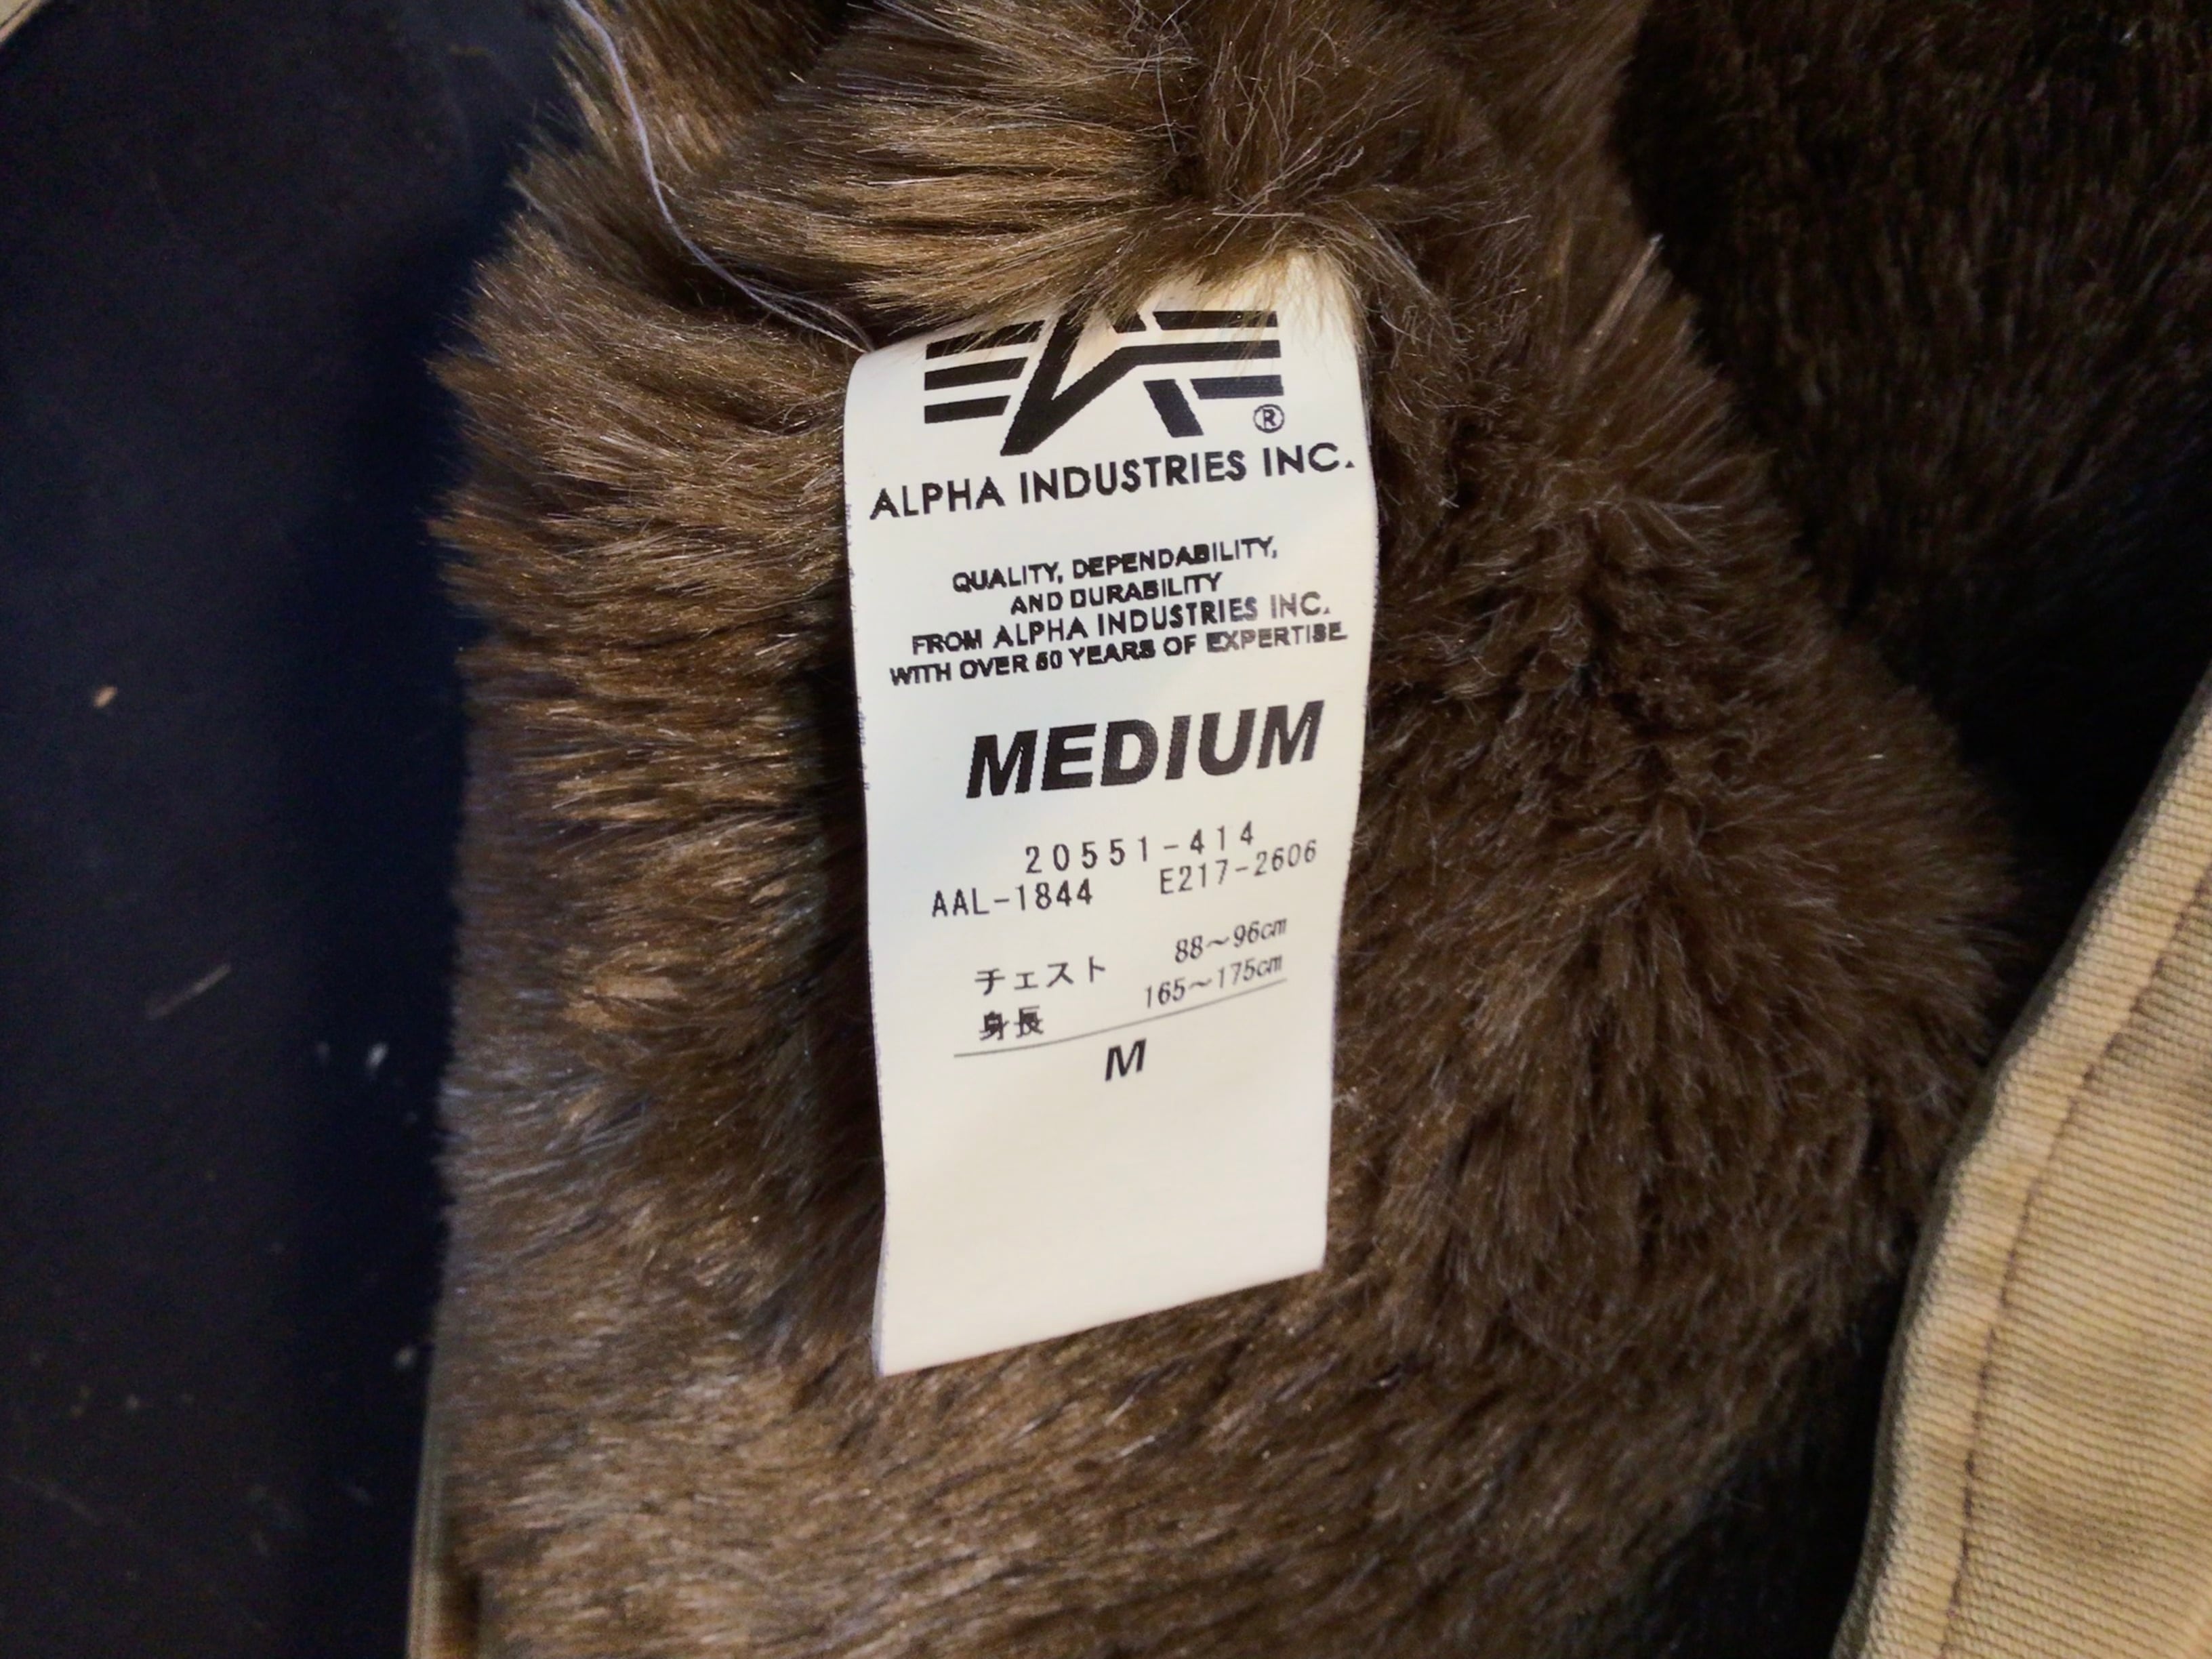 ®
ALPHA INDUSTRIES INC.
QUALITY, DEPENDABILITY,
AND DURABILITY
FROM ALPHA INDUSTRIES INC.
WITH OVER 50 YEARS OF EXPERTISE.
MEDIUM
20551-414
AAL-1844 E217-2606
チェスト 88~96cm
身長 165~175cm
M